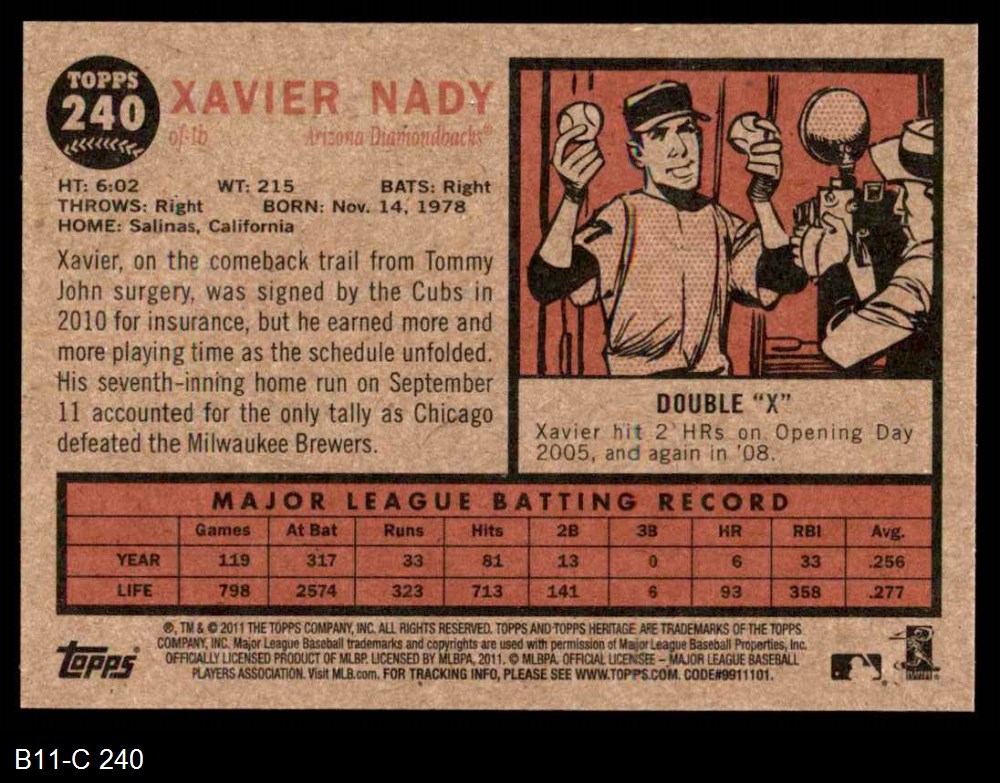 TOPPS
240
XAVIER NADY
of-1b Arizona Diamondbacks®
HT: 6:02 WT: 215 BATS: Right
THROWS: Right BORN: Nov. 14, 1978
HOME: Salinas, California
Xavier, on the comeback trail from Tommy
John surgery, was signed by the Cubs in
2010 for insurance, but he earned more and
more playing time as the schedule unfolded.
His seventh-inning home run on September
11 accounted for the only tally as Chicago
defeated the Milwaukee Brewers.
DOUBLE “X”
Xavier hit 2 HRs on Opening Day
2005, and again in '08.
MAJOR LEAGUE BATTING RECORD
Games At Bat Runs Hits 2B 3B HR RBI Avg.
YEAR 119 317 33 81 13 0 6 33 .256
LIFE 798 2574 323 713 141 6 93 358 .277
®, TM & © 2011 THE TOPPS COMPANY, INC. ALL RIGHTS RESERVED. TOPPS AND TOPPS HERITAGE ARE TRADEMARKS OF THE TOPPS
COMPANY, INC. Major League Baseball trademarks and copyrights are used with permission of Major League Baseball Properties, Inc.
OFFICIALLY LICENSED PRODUCT OF MLBP. LICENSED BY MLBPA, 2011. © MLBPA. OFFICIAL LICENSEE – MAJOR LEAGUE BASEBALL
PLAYERS ASSOCIATION. Visit MLB.com. FOR TRACKING INFO, PLEASE SEE WWW.TOPPS.COM. CODE#9911101.
topps®
B11-C 240